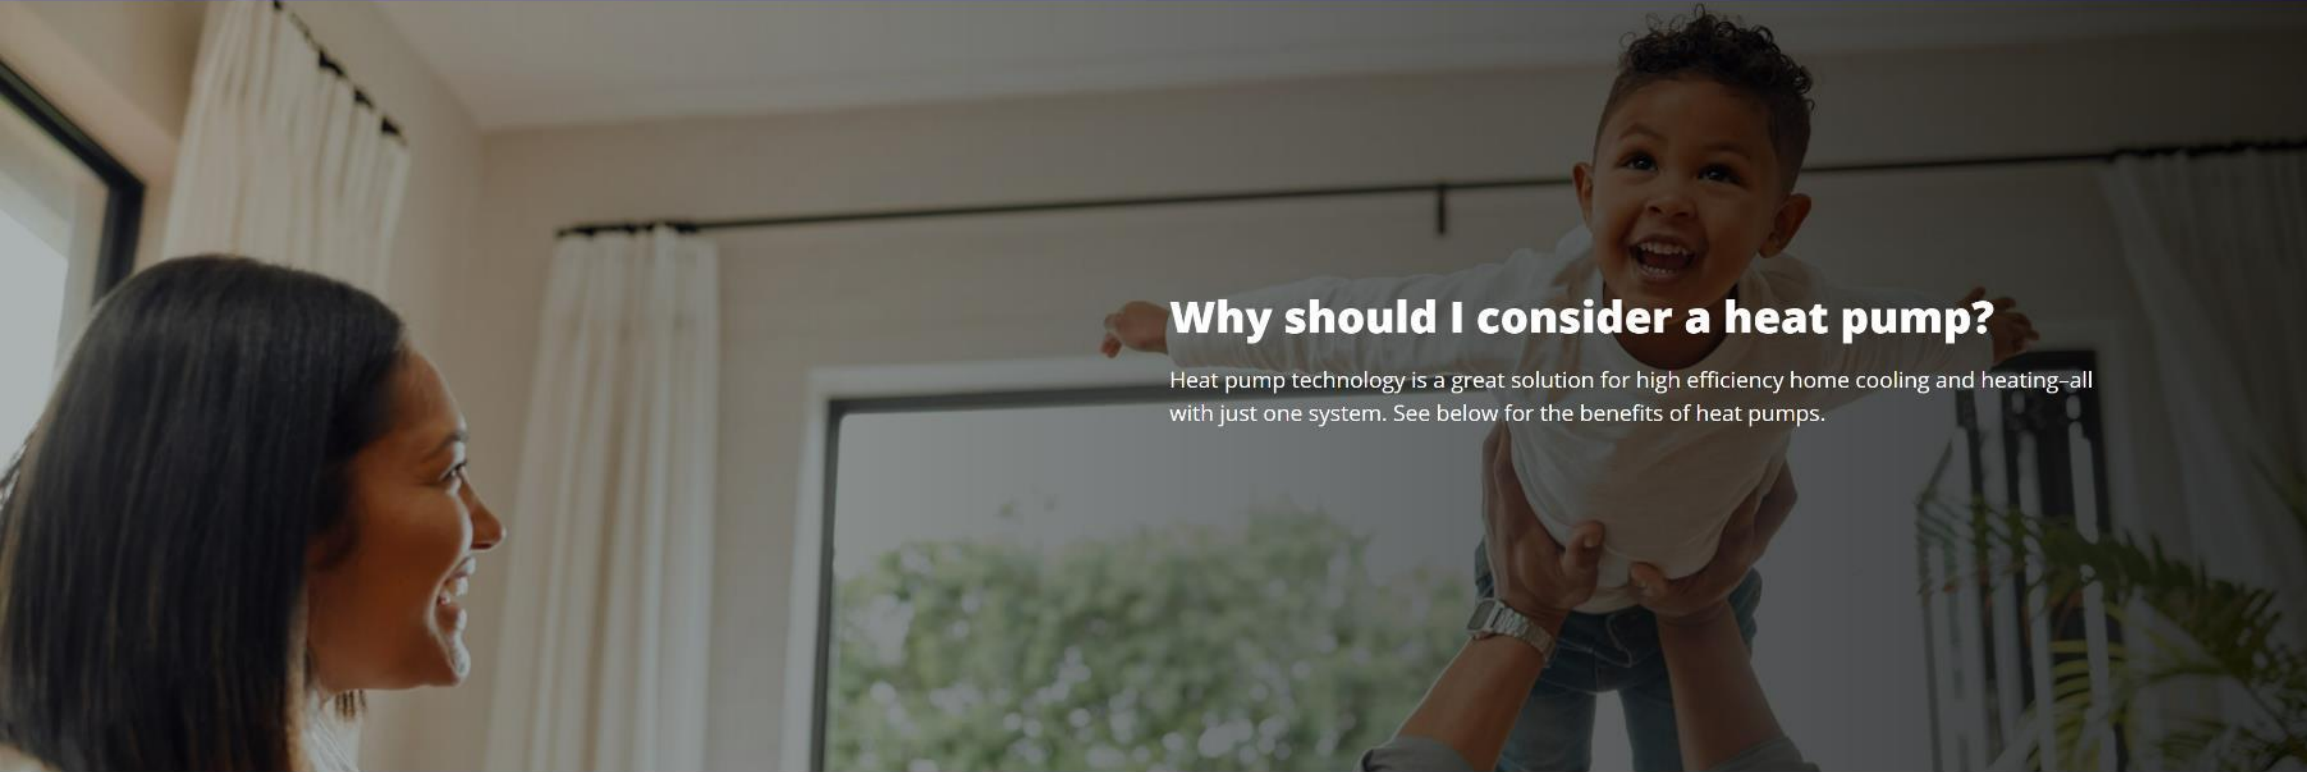 Why should I consider a heat pump?
Heat pump technology is a great solution for high efficiency home cooling and heating–all
with just one system. See below for the benefits of heat pumps.